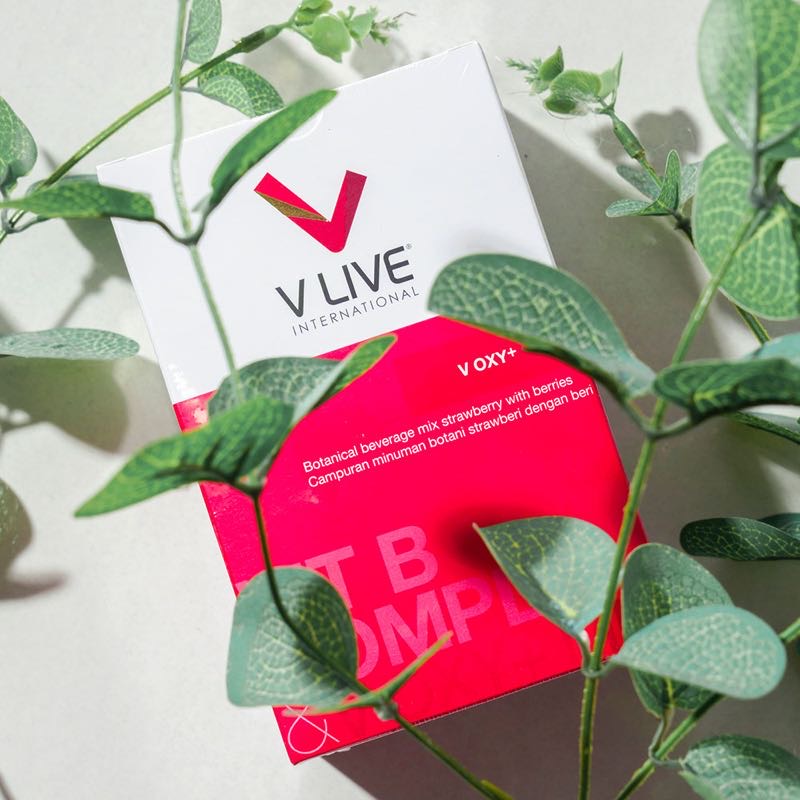 V LIVE®
INTERNATIONAL
V OXY+
Botanical beverage mix strawberry with berries
Campuran minuman botani strawberi dengan beri
B
&